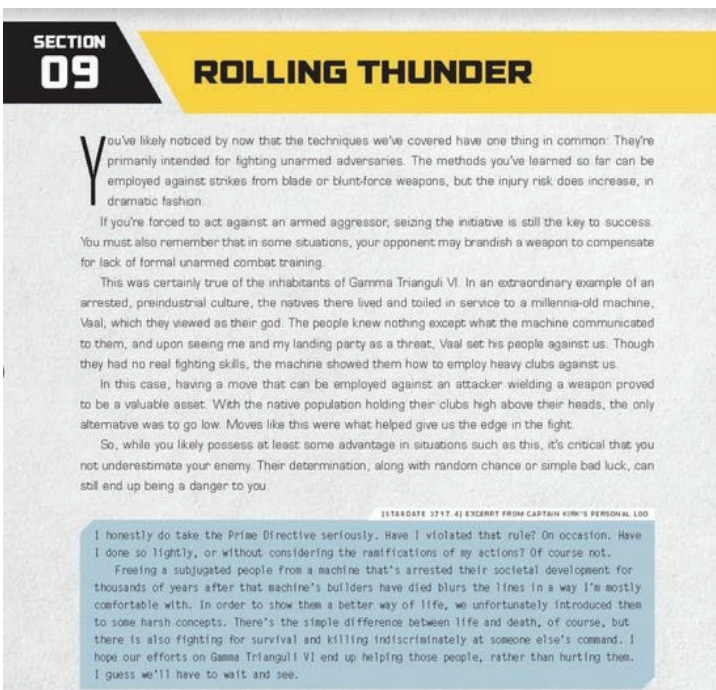 SECTION
09
ROLLING THUNDER
You've likely noticed by now that the techniques we've covered have one thing in common: They're
primarily intended for fighting unarmed adversaries. The methods you've learned so far can be
employed against strikes from blade or blunt-force weapons, but the injury risk does increase, in
dramatic fashion.
If you're forced to act against an armed aggressor, seizing the initiative is still the key to success.
You must also remember that in some situations, your opponent may brandish a weapon to compensate
for lack of formal unarmed combat training.
This was certainly true of the inhabitants of Gamma Trianguli VI. In an extraordinary example of an
arrested, preindustrial culture, the natives there lived and toiled in service to a millennia-old machine,
Vaal, which they viewed as their god. The people knew nothing except what the machine communicated
to them, and upon seeing me and my landing party as a threat, Vaal set his people against us. Though
they had no real fighting skills, the machine showed them how to employ heavy clubs against us.
In this case, having a move that can be employed against an attacker wielding a weapon proved
to be a valuable asset. With the native population holding their clubs high above their heads, the only
alternative was to go low. Moves like this were what helped give us the edge in the fight.
So, while you likely possess at least some advantage in situations such as this, it's critical that you
not underestimate your enemy. Their determination, along with random chance or simple bad luck, can
still end up being a danger to you.
[STARDATE 3717.4] EXCERPT FROM CAPTAIN KIRK'S PERSONAL LOG
I honestly do take the Prime Directive seriously. Have I violated that rule? On occasion. Have
I done so lightly, or without considering the ramifications of my actions? Of course not.
Freeing a subjugated people from a machine that's arrested their societal development for
thousands of years after that machine's builders have died blurs the lines in a way I'm mostly
comfortable with. In order to show them a better way of life, we unfortunately introduced them
to some harsh concepts. There's the simple difference between life and death, of course, but
there is also fighting for survival and killing indiscriminately at someone else's command. I
hope our efforts on Gamma Trianguli VI end up helping those people, rather than hurting them.
I guess we'll have to wait and see.